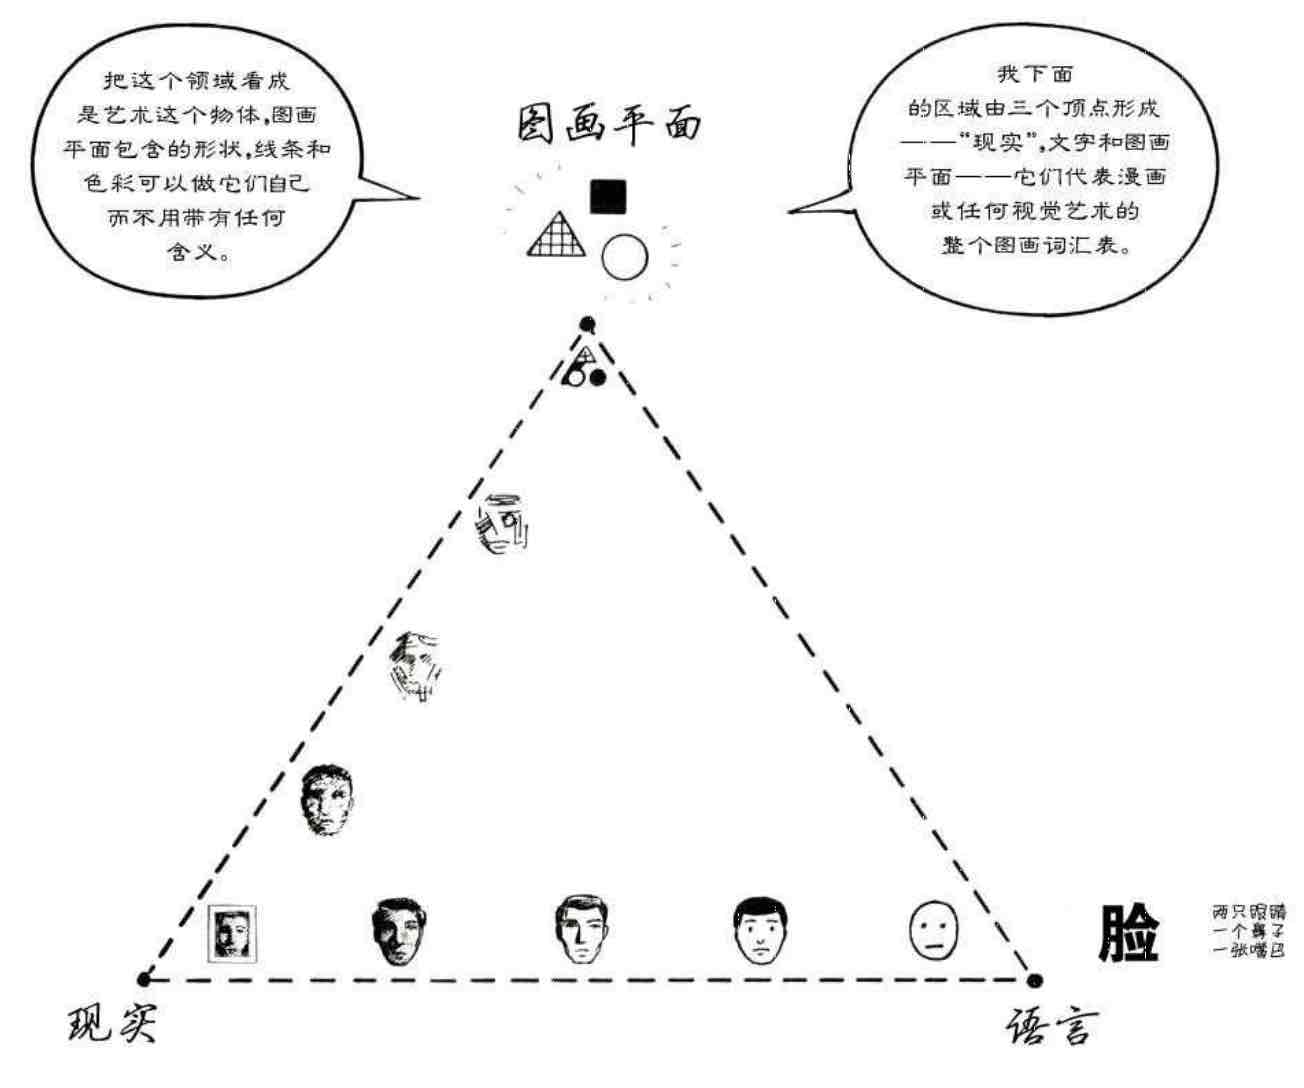 把这个领域看成
是艺术这个物体,图画
平面包含的形状,线条和
色彩可以做它们自己
而不用带有任何
含义。
图画平面
我下面
的区域由三个顶点形成
——“现实”,文字和图画
平面——它们代表漫画
或任何视觉艺术的
整个图画词汇表。
脸
两只眼睛
一个鼻子
一张嘴巴
现实
语言